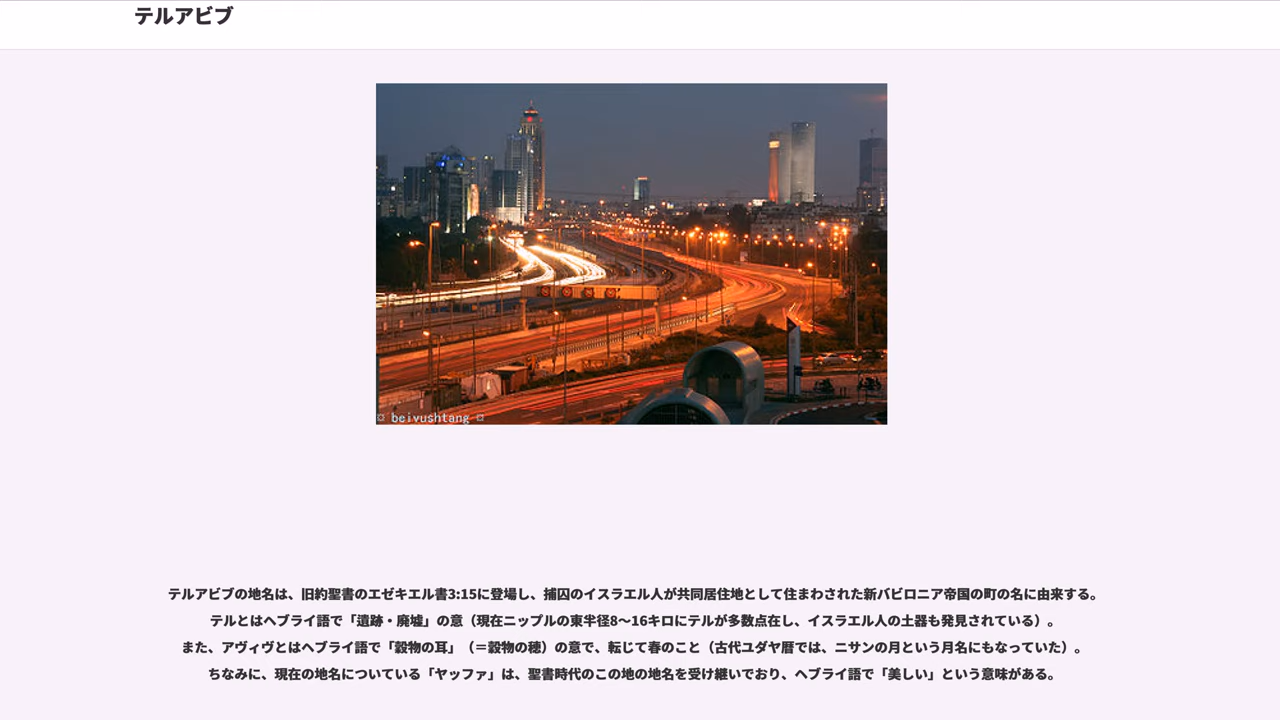 テルアビブ
¤ beivushtang ¤
テルアビブの地名は、旧約聖書のエゼキエル書3:15に登場し、捕囚のイスラエル人が共同居住地として住まわされた新バビロニア帝国の町の名に由来する。
テルとはヘブライ語で「遺跡・廃墟」の意（現在ニップルの東半径8〜16キロにテルが多数点在し、イスラエル人の土器も発見されている）。
また、アヴィヴとはヘブライ語で「穀物の耳」（＝穀物の穂）の意で、転じて春のこと（古代ユダヤ暦では、ニサンの月という月名にもなっていた）。
ちなみに、現在の地名についている「ヤッファ」は、聖書時代のこの地の地名を受け継いでおり、ヘブライ語で「美しい」という意味がある。